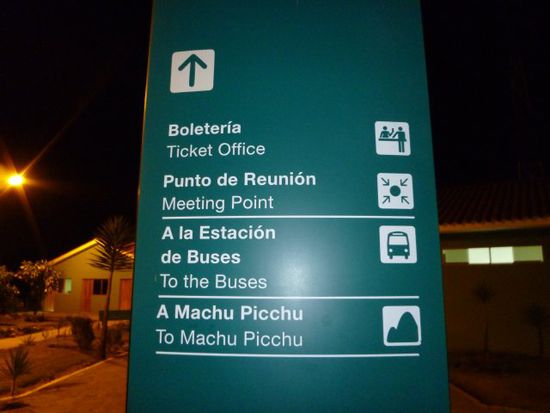 Boletería
Ticket Office
Punto de Reunión
Meeting Point
A la Estación
de Buses
To the Buses
A Machu Picchu
To Machu Picchu